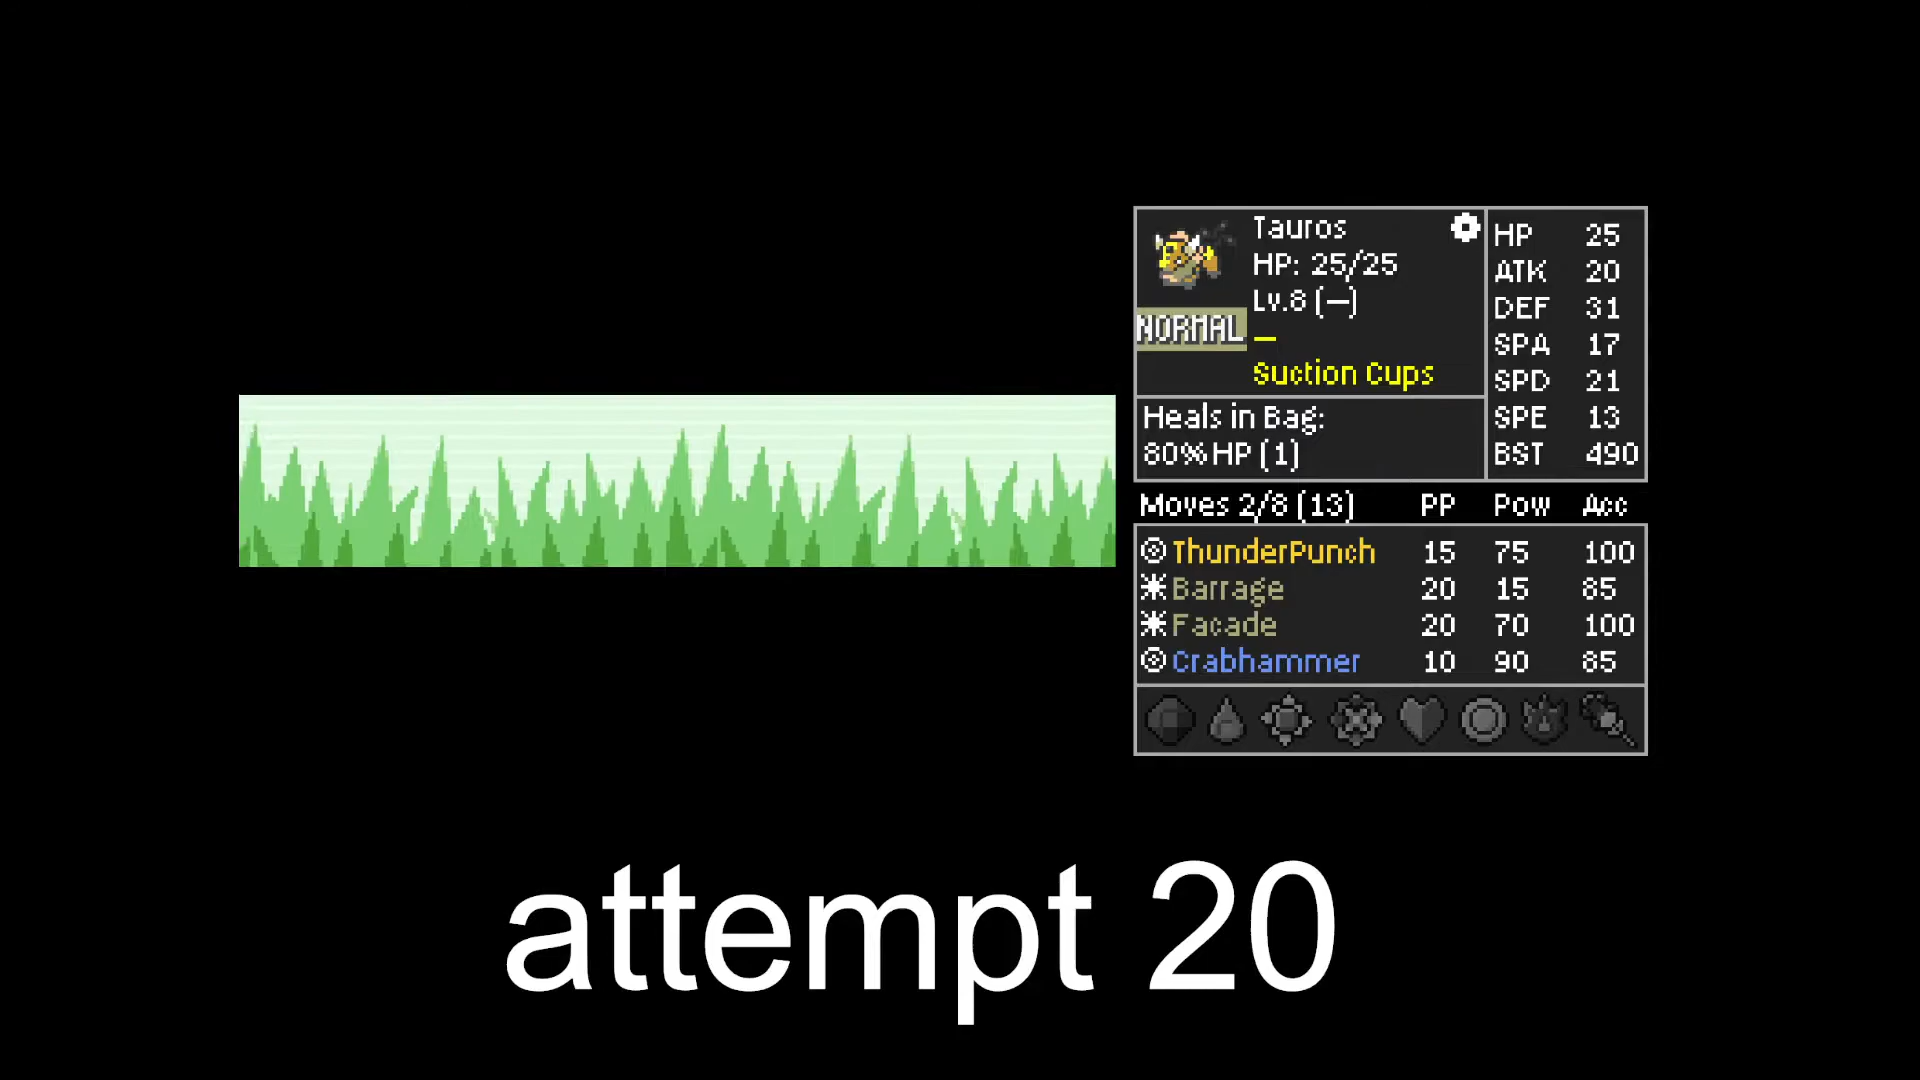 Tauros
HP: 25/25
Lv.8 (—)
NORMAL
—
Suction Cups
HP 25
ATK 20
DEF 31
SPA 17
SPD 21
SPE 13
BST 490
Heals in Bag:
80% HP (1)
Moves 2/8 (13) PP Pow Acc
ThunderPunch 15 75 100
Barrage 20 15 85
Facade 20 70 100
Crabhammer 10 90 85
attempt 20